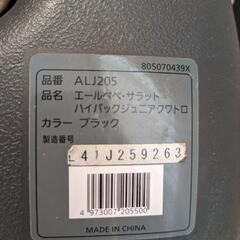 805070439X
品番 ALJ205
品名 エールベベ・サラット
ハイバックジュニアクワトロ
カラー ブラック
製造番号
L41J259263
4 973007 205500
MADE IN CHINA